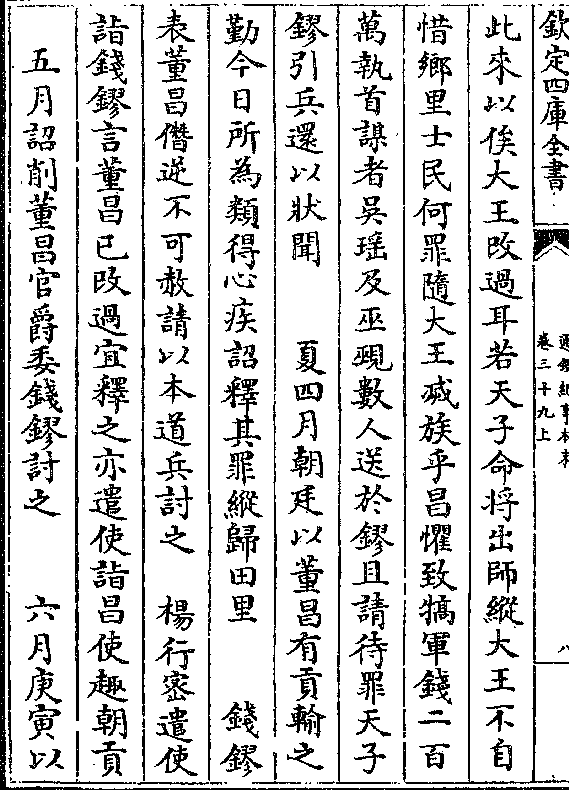 欽定四庫全書
通鑑紀事本末
卷三十九上
八
此來以俟大王改過耳若天子命將出師縱大王不自
惜鄉里士民何罪隨大王滅族乎昌懼致犒軍錢二百
萬執首謀者吳瑶及巫覡數人送於鏐且請待罪天子
鏐引兵還以狀聞　夏四月朝廷以董昌有貢輸之
勤今日所為類得心疾詔釋其罪縱歸田里　錢鏐
表董昌僭逆不可赦請以本道兵討之　楊行密遣使
詣錢鏐言董昌已改過宜釋之亦遣使詣昌使趣朝貢
五月詔削董昌官爵委錢鏐討之　六月庚寅以